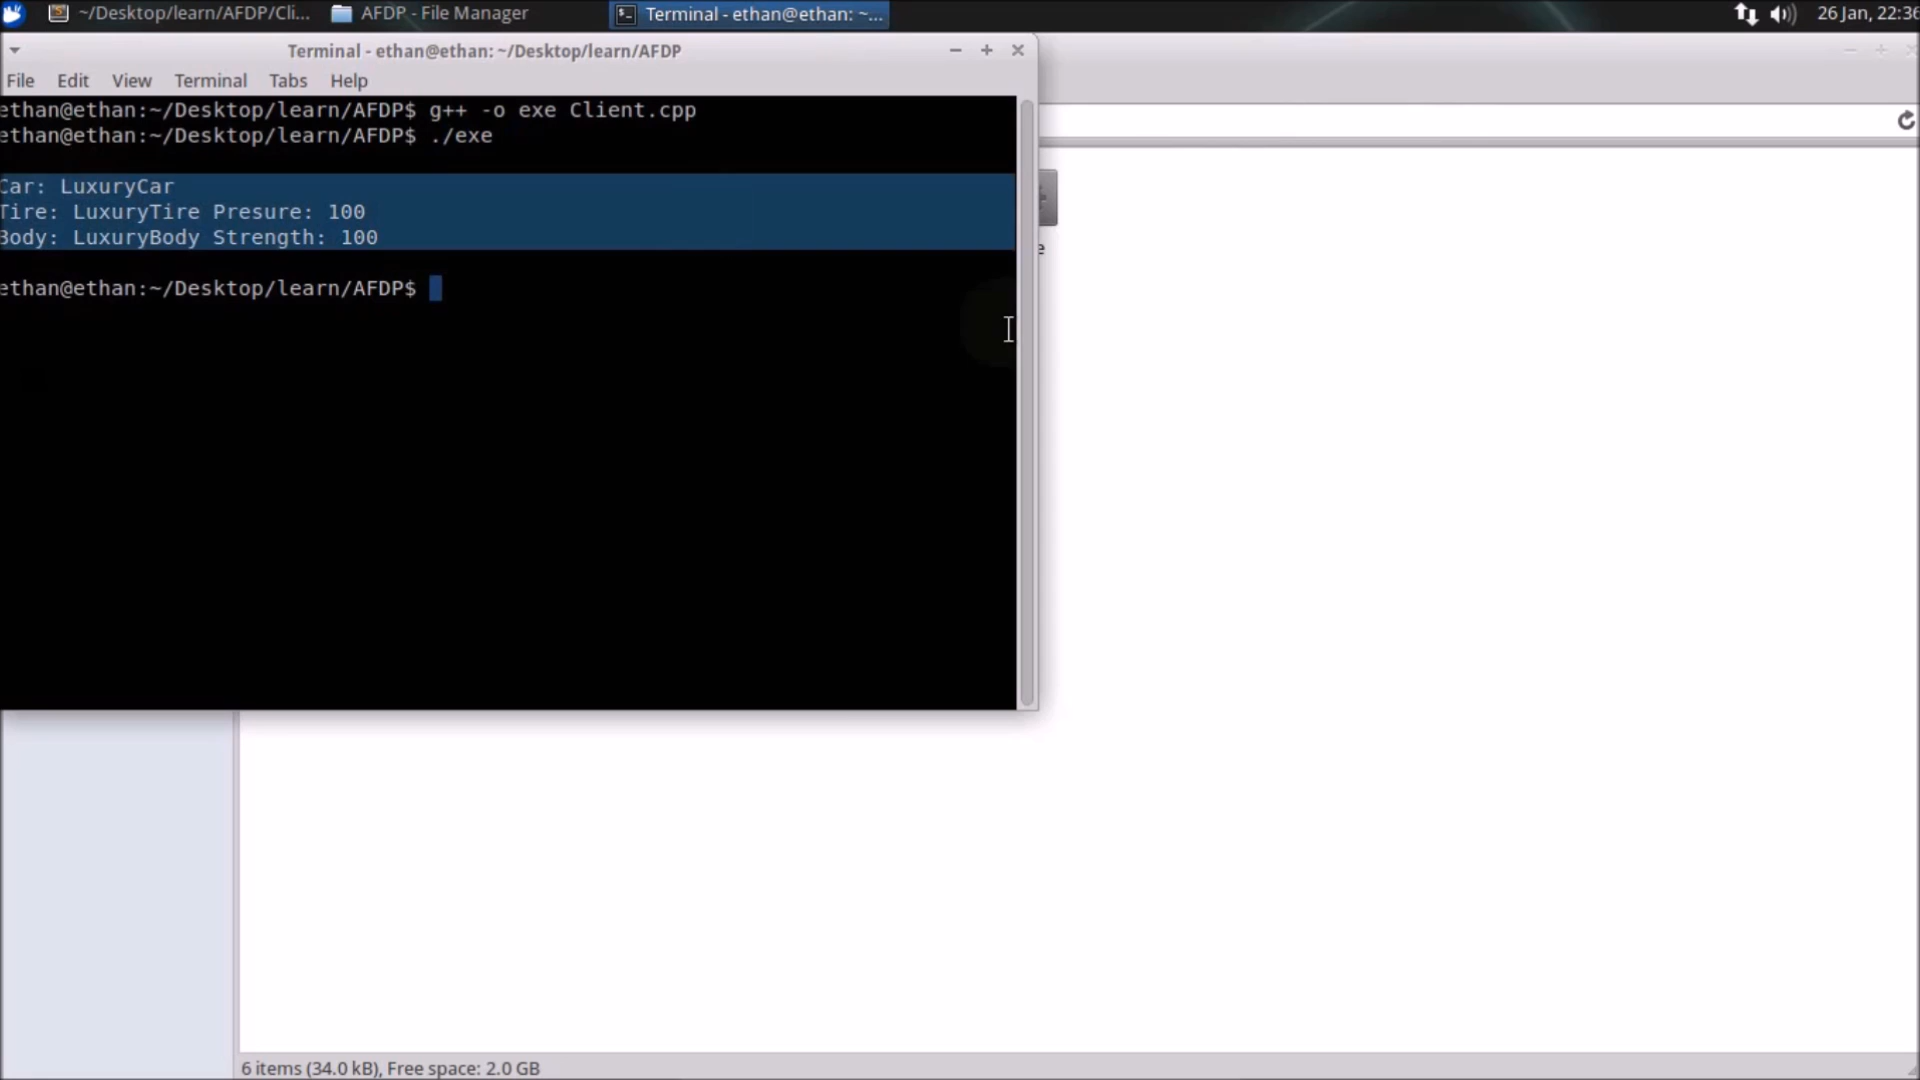 ~/Desktop/learn/AFDP/Cli... AFDP - File Manager Terminal - ethan@ethan: ~... 26 Jan, 22:36
Terminal - ethan@ethan: ~/Desktop/learn/AFDP
File Edit View Terminal Tabs Help
ethan@ethan:~/Desktop/learn/AFDP$ g++ -o exe Client.cpp
ethan@ethan:~/Desktop/learn/AFDP$ ./exe
Car: LuxuryCar
Tire: LuxuryTire Presure: 100
Body: LuxuryBody Strength: 100
e
ethan@ethan:~/Desktop/learn/AFDP$
6 items (34.0 kB), Free space: 2.0 GB